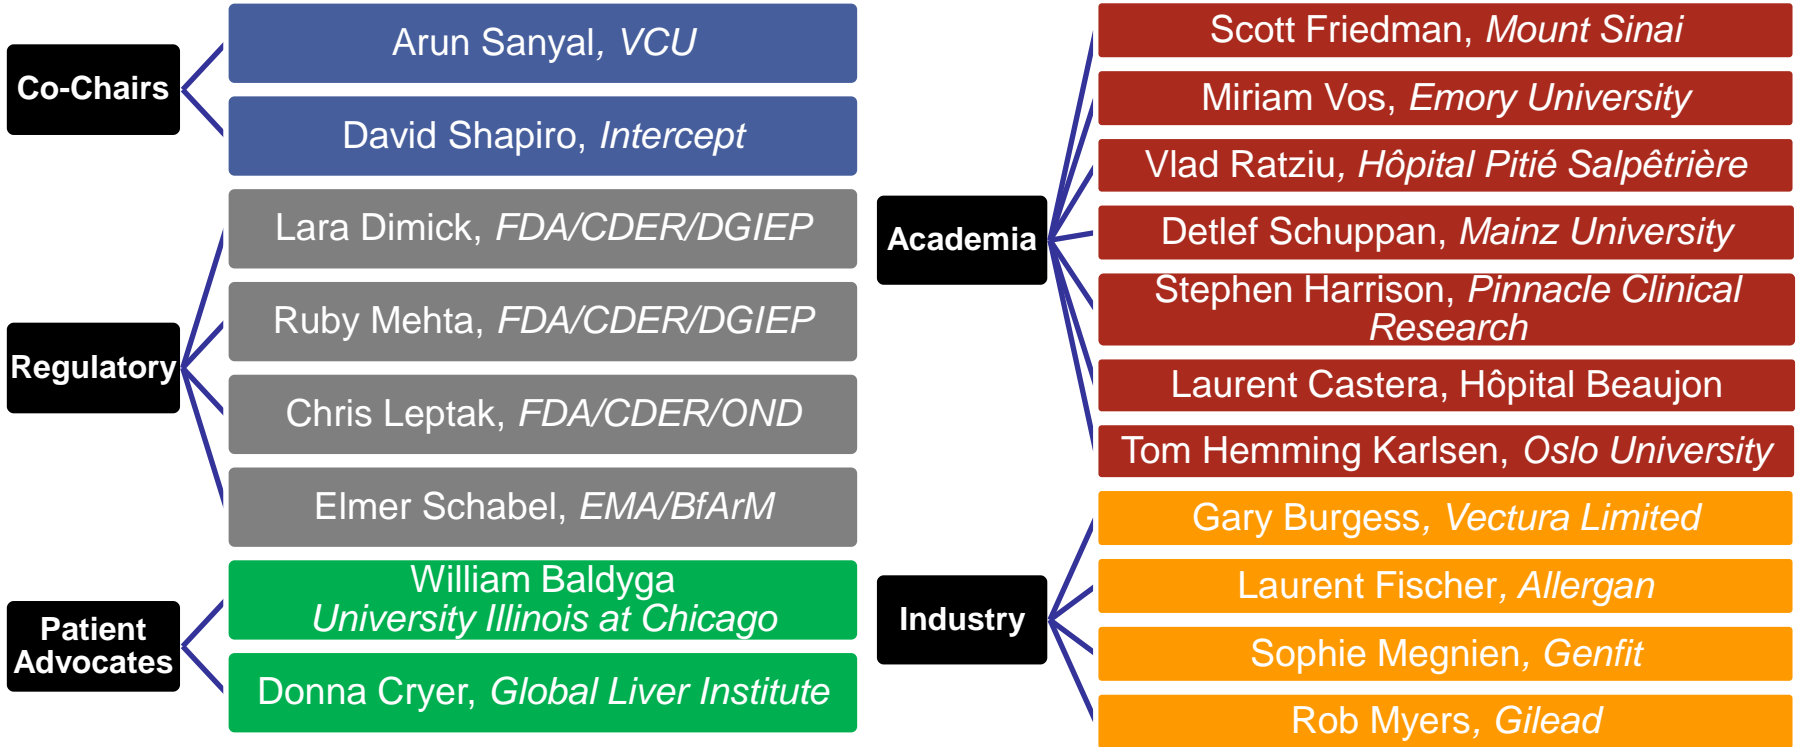 Co-Chairs
Arun Sanyal, VCU
David Shapiro, Intercept
Regulatory
Lara Dimick, FDA/CDER/DGIEP
Ruby Mehta, FDA/CDER/DGIEP
Chris Leptak, FDA/CDER/OND
Elmer Schabel, EMA/BfArM
Patient
Advocates
William Baldyga
University Illinois at Chicago
Donna Cryer, Global Liver Institute
Academia
Scott Friedman, Mount Sinai
Miriam Vos, Emory University
Vlad Ratziu, Hôpital Pitié Salpêtrière
Detlef Schuppan, Mainz University
Stephen Harrison, Pinnacle Clinical
Research
Laurent Castera, Hôpital Beaujon
Tom Hemming Karlsen, Oslo University
Industry
Gary Burgess, Vectura Limited
Laurent Fischer, Allergan
Sophie Megnien, Genfit
Rob Myers, Gilead